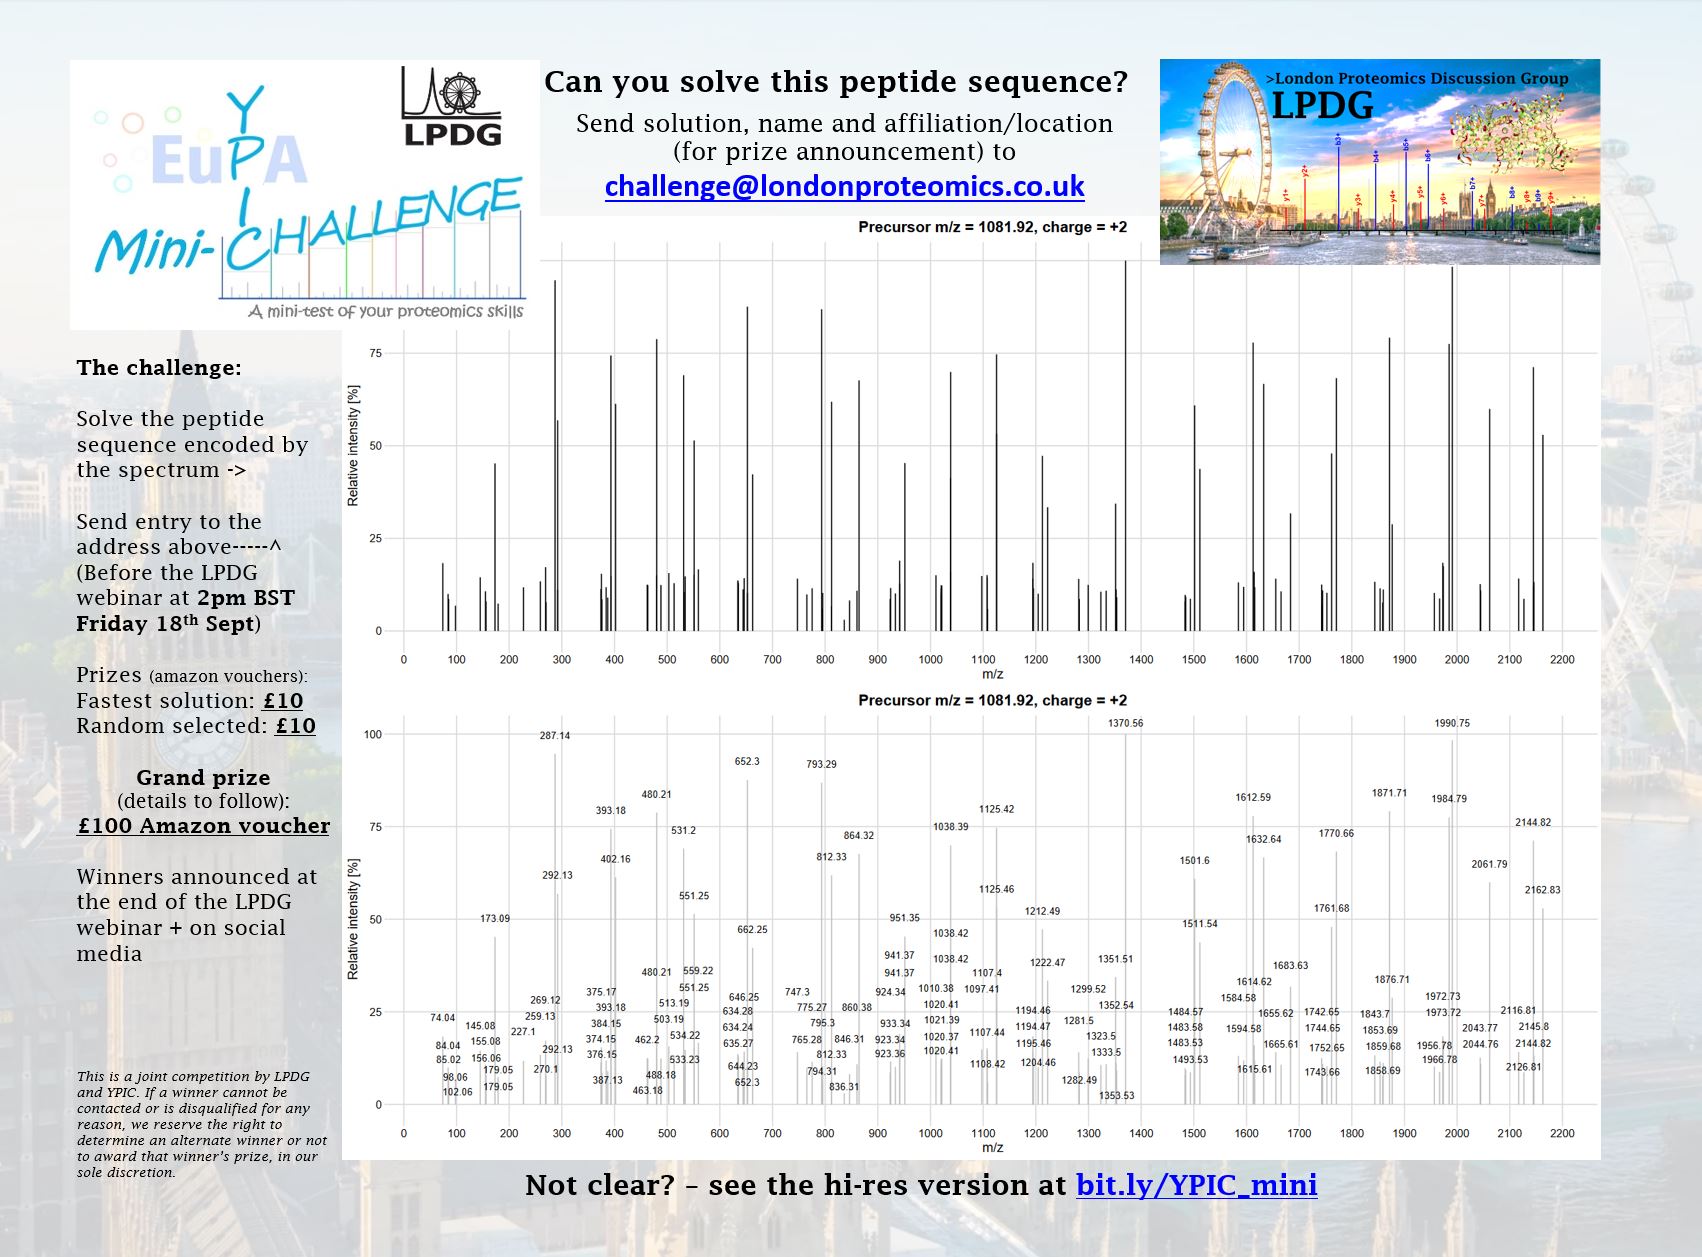 EuPA
YPIC
Mini-CHALLENGE
A mini-test of your proteomics skills
LPDG
Can you solve this peptide sequence?
Send solution, name and affiliation/location
(for prize announcement) to
challenge@londonproteomics.co.uk
>London Proteomics Discussion Group
LPDG
y1+ y2+ b3+ y3+ b4+ y4+ b5+ y5+ b6+ y6+ b7+ y7+ b8+ y8+ b9+ y9+
The challenge:
Solve the peptide
sequence encoded by
the spectrum ->
Send entry to the
address above-----^
(Before the LPDG
webinar at 2pm BST
Friday 18th Sept)
Prizes (amazon vouchers):
Fastest solution: £10
Random selected: £10
Grand prize
(details to follow):
£100 Amazon voucher
Winners announced at
the end of the LPDG
webinar + on social
media
This is a joint competition by LPDG
and YPIC. If a winner cannot be
contacted or is disqualified for any
reason, we reserve the right to
determine an alternate winner or not
to award that winner's prize, in our
sole discretion.
Precursor m/z = 1081.92, charge = +2
Relative intensity [%]
75
50
25
0
0 100 200 300 400 500 600 700 800 900 1000 1100 1200 1300 1400 1500 1600 1700 1800 1900 2000 2100 2200
m/z
Precursor m/z = 1081.92, charge = +2
Relative intensity [%]
100
75
50
25
0
1370.56 1990.75
287.14
652.3 793.29
480.21 1612.59 1871.71 1984.79
393.18 1125.42
531.2 1038.39 2144.82
864.32 1632.64
402.16 812.33 1501.6 1770.66 2061.79
292.13
1125.46 2162.83
551.25
1212.49 1761.68
173.09 951.35 1511.54
662.25 1038.42
941.37 1038.42 1222.47 1351.51 1683.63
480.21 559.22 941.37 1107.4
551.25 1614.62 1876.71
375.17 747.3 924.34 1010.38 1097.41 1299.52
269.12 646.25 1584.58 1972.73
393.18 513.19 634.28 775.27 860.38 1020.41 1194.46 1352.54 1484.57 1655.62 1742.65 1843.7 1973.72 2116.81
74.04 259.13 503.19
145.08 384.15 634.24 795.3 933.34 1021.39 1194.47 1281.5 1483.58 1594.58 1744.65 1853.69 2043.77 2145.8
227.1 534.22 1107.44
155.08 374.15 462.2 635.27 765.28 846.31 923.34 1020.37 1195.46 1323.5 1483.53 1665.61 1752.65 1859.68 1956.78 2044.76 2144.82
84.04 292.13 376.15 812.33 923.36 1020.41 1333.5
85.02 156.06 533.23 1493.53 1966.78
179.05 270.1 644.23 794.31 1108.42 1204.46 1615.61 1743.66 1858.69 2126.81
98.06 387.13 488.18 1282.49
102.06 179.05 463.18 652.3 836.31 1353.53
0 100 200 300 400 500 600 700 800 900 1000 1100 1200 1300 1400 1500 1600 1700 1800 1900 2000 2100 2200
m/z
Not clear? – see the hi-res version at bit.ly/YPIC_mini